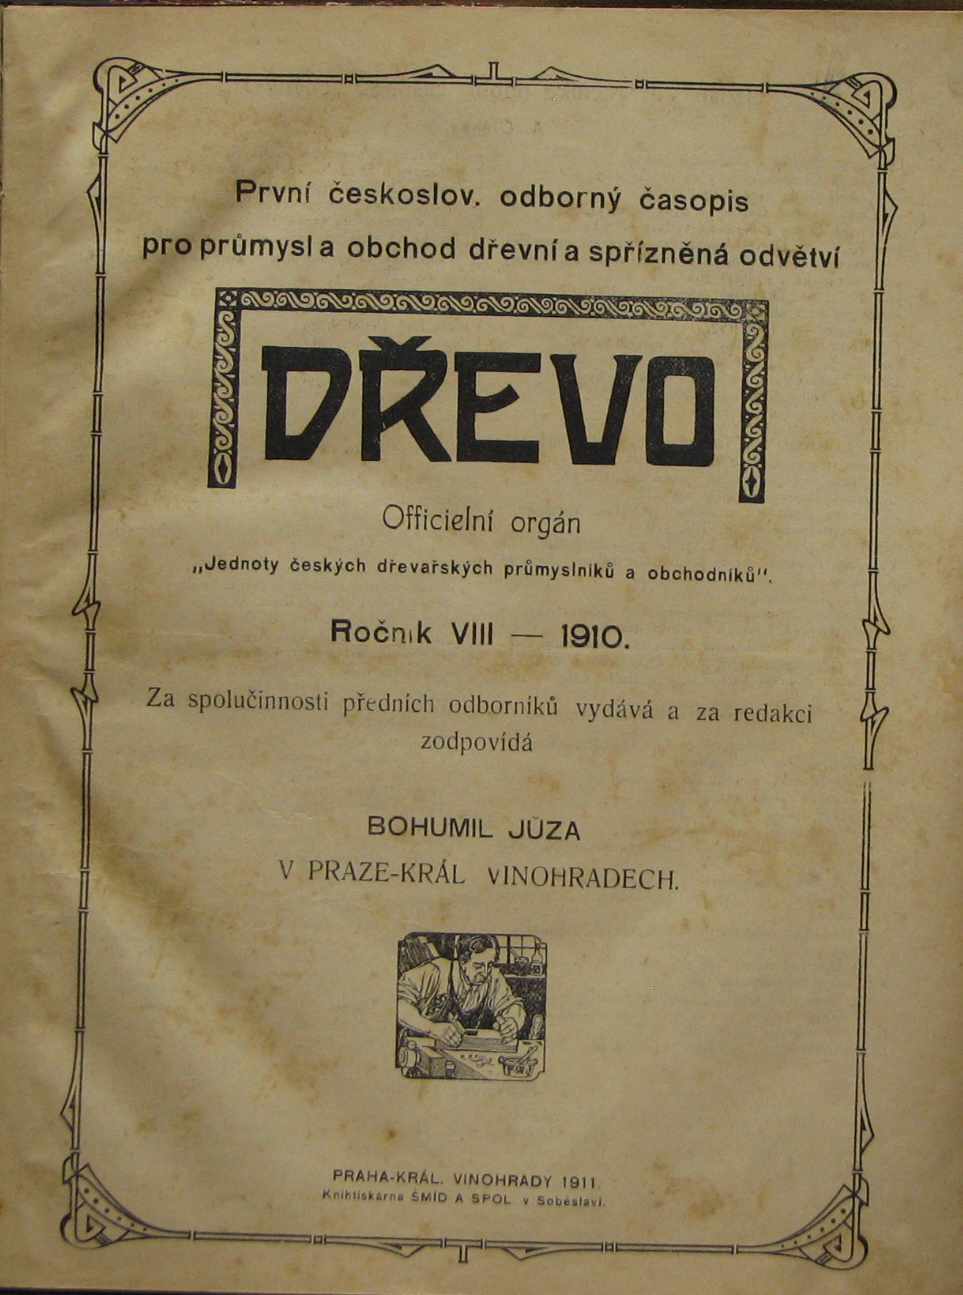 První českoslov. odborný časopis
pro průmysl a obchod dřevní a spřízněná odvětví
DŘEVO
Officielní orgán
„Jednoty českých dřevařských průmyslníků a obchodníků".
Ročník VIII — 1910.
Za spolučinnosti předních odborníků vydává a za redakci
zodpovídá
BOHUMIL JŮZA
V PRAZE-KRÁL VINOHRADECH.
PRAHA-KRÁL. VINOHRADY 1911.
Knihtiskárna ŠMÍD A SPOL v Soběslavi.